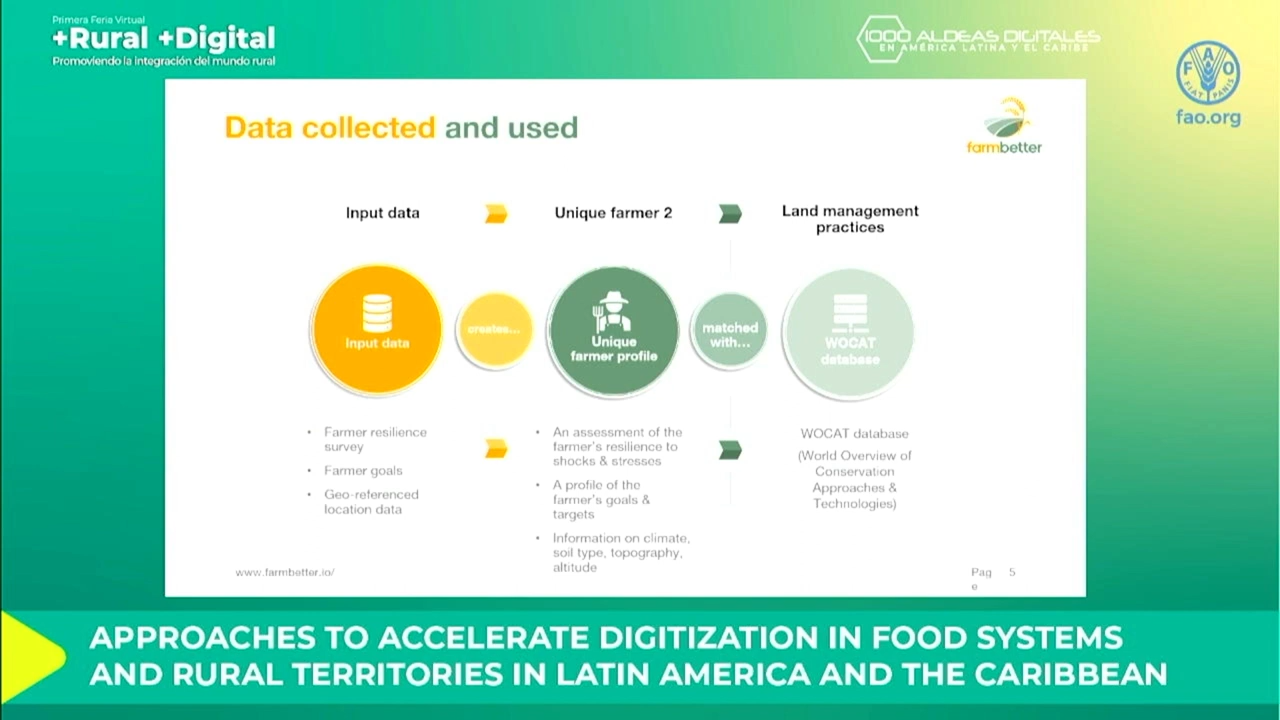 Primera Feria Virtual
+Rural +Digital
Promoviendo la integración del mundo rural
1000 ALDEAS DIGITALES
EN AMÉRICA LATINA Y EL CARIBE
F A O
FIAT PANIS
fao.org
Data collected and used
farmbetter
Input data
Unique farmer 2
Land management
practices
Input data
creates...
Unique
farmer profile
matched
with...
WOCAT
database
• Farmer resilience
survey
• Farmer goals
• Geo-referenced
location data
• An assessment of the
farmer's resilience to
shocks & stresses
• A profile of the
farmer's goals &
targets
• Information on climate,
soil type, topography,
altitude
WOCAT database
(World Overview of
Conservation
Approaches &
Technologies)
www.farmbetter.io/
Pag 5
e
APPROACHES TO ACCELERATE DIGITIZATION IN FOOD SYSTEMS
AND RURAL TERRITORIES IN LATIN AMERICA AND THE CARIBBEAN